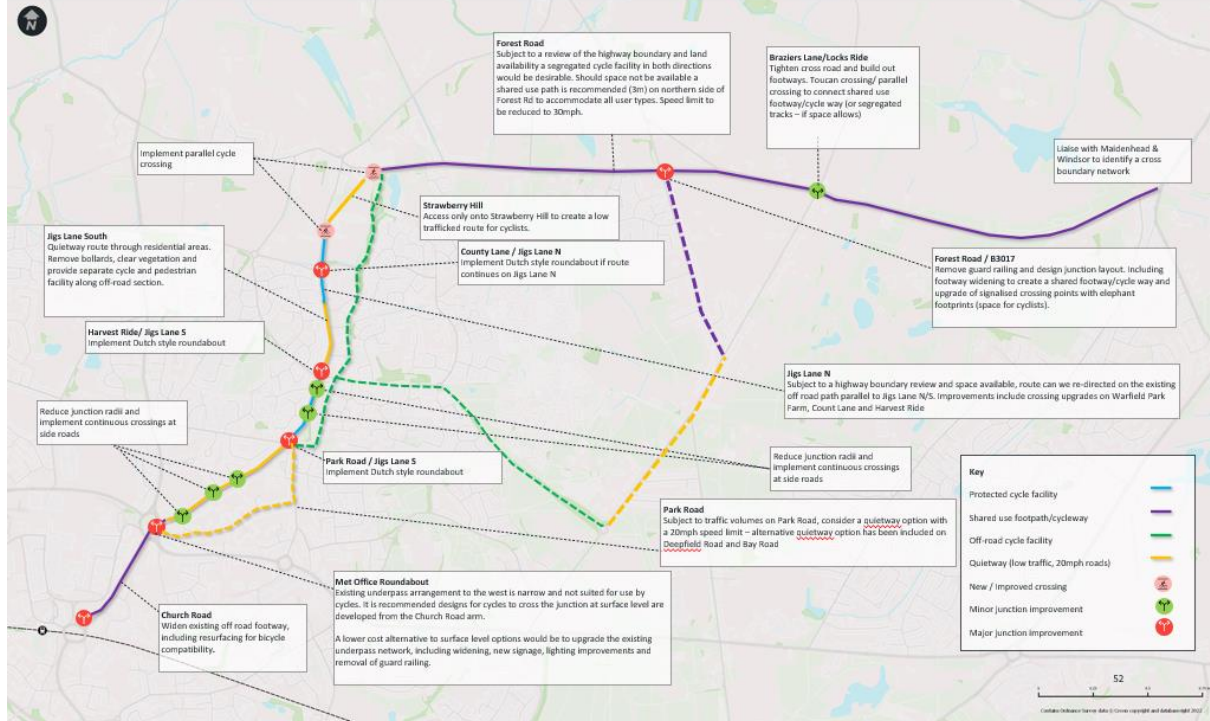 N
Forest Road
Subject to a review of the highway boundary and land
availability a segregated cycle facility in both directions
would be desirable. Should space not be available a
shared use path is recommended (3m) on northern side of
Forest Rd to accommodate all user types. Speed limit to
be reduced to 30mph.
Braziers Lane/Locks Ride
Tighten cross road and build out
footways. Toucan crossing/ parallel
crossing to connect shared use
footway/cycle way (or segregated
tracks – if space allows)
Implement parallel cycle
crossing
Liaise with Maidenhead &
Windsor to identify a cross
boundary network
Strawberry Hill
Access only onto Strawberry Hill to create a low
trafficked route for cyclists.
Jigs Lane South
Quietway route through residential areas.
Remove bollards, clear vegetation and
provide separate cycle and pedestrian
facility along off-road section.
County Lane / Jigs Lane N
Implement Dutch style roundabout if route
continues on Jigs Lane N
Forest Road / B3017
Remove guard railing and design junction layout. Including
footway widening to create a shared footway/cycle way and
upgrade of signalised crossing points with elephant
footprints (space for cyclists).
Harvest Ride/ Jigs Lane S
Implement Dutch style roundabout
Jigs Lane N
Subject to a highway boundary review and space available, route can we re-directed on the existing
off road path parallel to Jigs Lane N/S. Improvements include crossing upgrades on Warfield Park
Farm, Count Lane and Harvest Ride
Reduce junction radii and
implement continuous crossings at
side roads
Park Road / Jigs Lane S
Implement Dutch style roundabout
Reduce junction radii and
implement continuous crossings
at side roads
Park Road
Subject to traffic volumes on Park Road, consider a quietway option with
a 20mph speed limit – alternative quietway option has been included on
Deepfield Road and Bay Road
Met Office Roundabout
Existing underpass arrangement to the west is narrow and not suited for use by
cycles. It is recommended designs for cycles to cross the junction at surface level are
developed from the Church Road arm.
A lower cost alternative to surface level options would be to upgrade the existing
underpass network, including widening, new signage, lighting improvements and
removal of guard railing.
Church Road
Widen existing off road footway,
including resurfacing for bicycle
compatibility.
Key
Protected cycle facility
Shared use footpath/cycleway
Off-road cycle facility
Quietway (low traffic, 20mph roads)
New / Improved crossing
Minor junction improvement
Major junction improvement
52
Contains Ordnance Survey data © Crown copyright and database right 2022